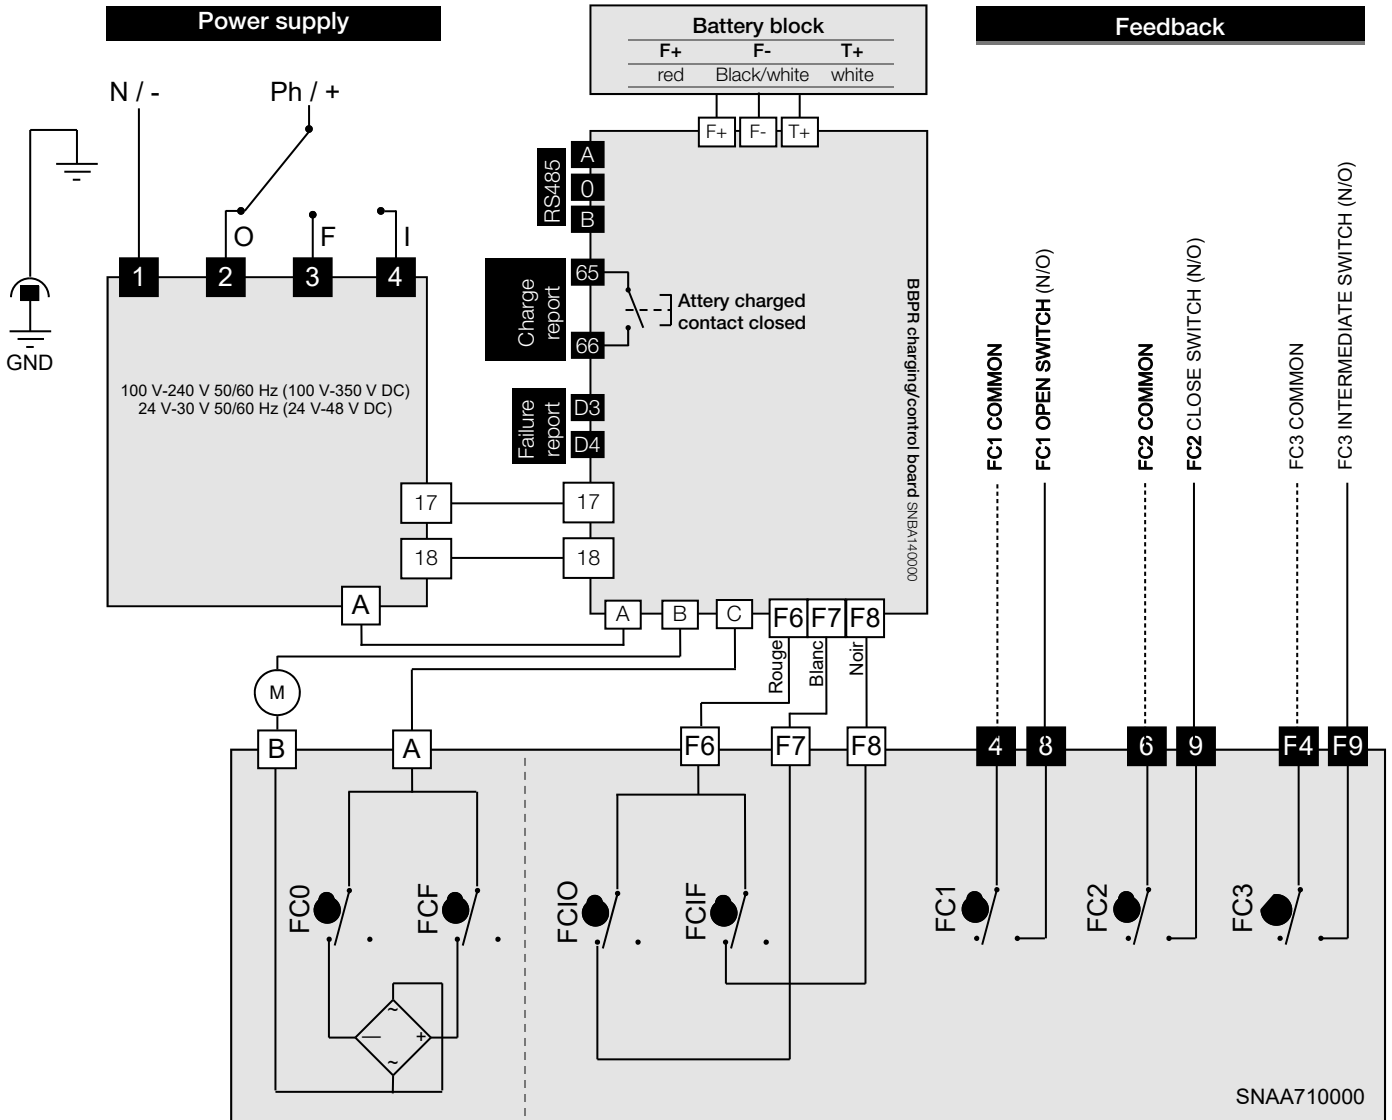 Power supply
Battery block
F+ F- T+
red Black/white white
Feedback
N / -
Ph / +
F+ F- T+
RS485
A
0
B
O F I
1 2 3 4
GND
100 V-240 V 50/60 Hz (100 V-350 V DC)
24 V-30 V 50/60 Hz (24 V-48 V DC)
Charge
report
65
66
Attery charged
contact closed
Failure
report
D3
D4
BBPR charging/control board SNBA140000
17
18
17
18
A
A B C F6 F7 F8
Rouge
Blanc
Noir
FC1 COMMON
FC1 OPEN SWITCH (N/O)
FC2 COMMON
FC2 CLOSE SWITCH (N/O)
FC3 COMMON
FC3 INTERMEDIATE SWITCH (N/O)
M
B A F6 F7 F8 4 8 6 9 F4 F9
FC0
FCF
FCIO
FCIF
FC1
FC2
FC3
~
— +
~
SNAA710000